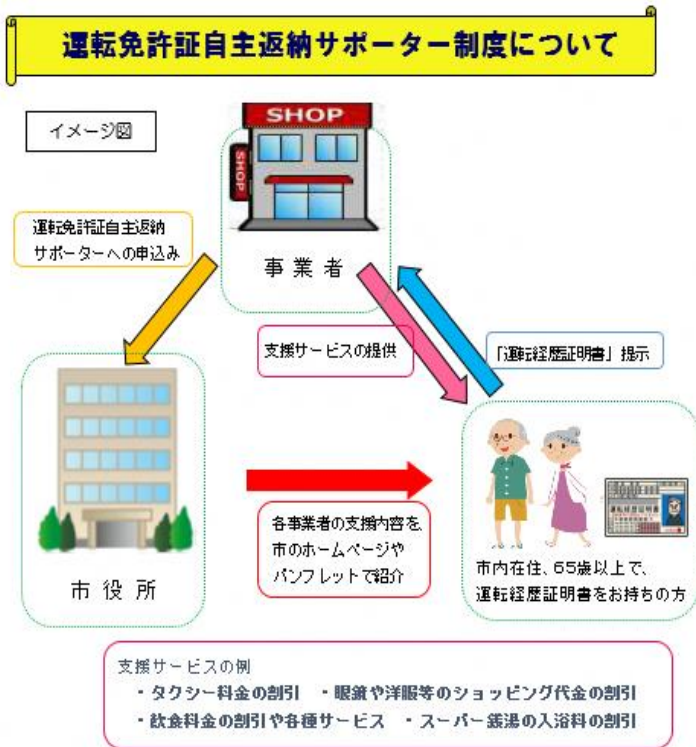 運転免許証自主返納サポーター制度について
イメージ図
SHOP
SHOP
運転免許証自主返納
サポーターへの申込み
事業者
支援サービスの提供
「運転経歴証明書」提示
市役所
各事業者の支援内容を
市のホームページや
パンフレットで紹介
運転経歴証明書
市内在住、65歳以上で、
運転経歴証明書をお持ちの方
支援サービスの例
・タクシー料金の割引 ・眼鏡や洋服等のショッピング代金の割引
・飲食料金の割引や各種サービス ・スーパー銭湯の入浴料の割引